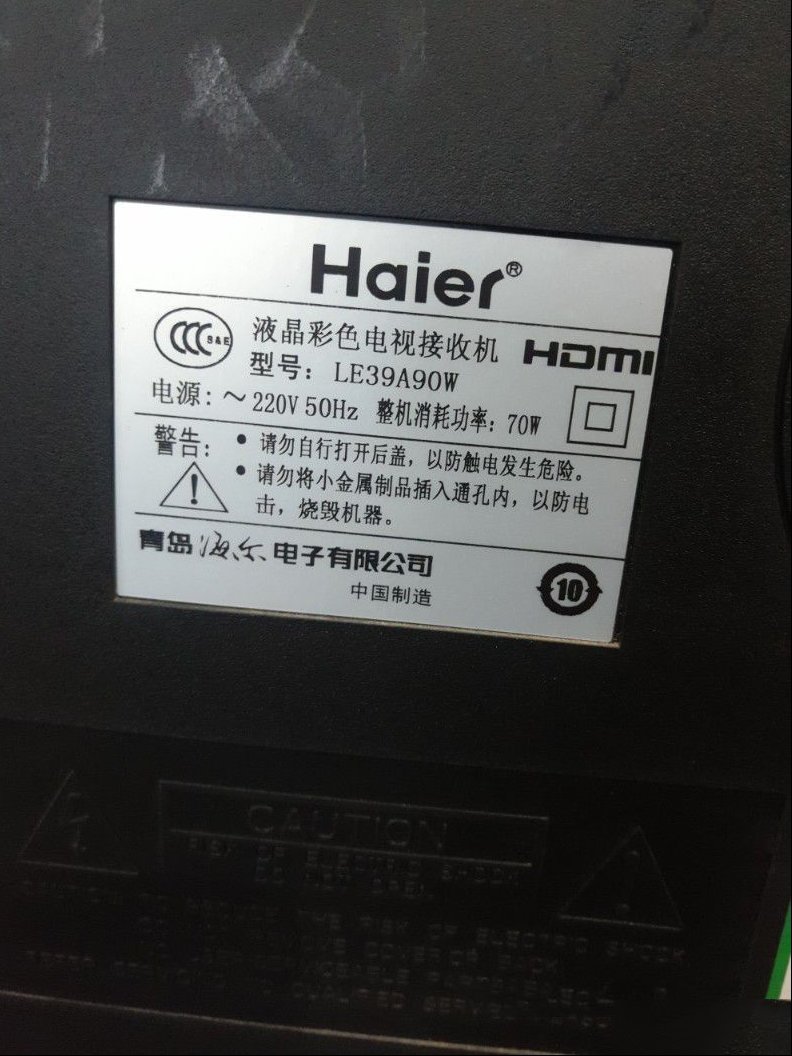 Haier®
CCC S&E
液晶彩色电视接收机 HDMI
型号: LE39A90W
电源: ～220V 50Hz 整机消耗功率: 70W
警告: • 请勿自行打开后盖，以防触电发生危险。
• 请勿将小金属制品插入通孔内，以防电
击，烧毁机器。
青岛海尔电子有限公司
中国制造
10
CAUTION